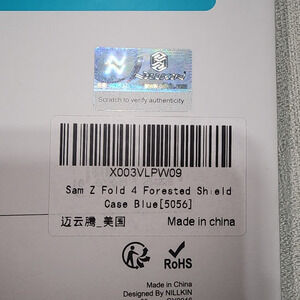 NILLKIN
Scratch to verify authenticity
X003VLPW09
Sam Z Fold 4 Forested Shield
Case Blue[5056]
迈云腾_美国
Made in china
RoHS
Made in China
Designed by NILLKIN